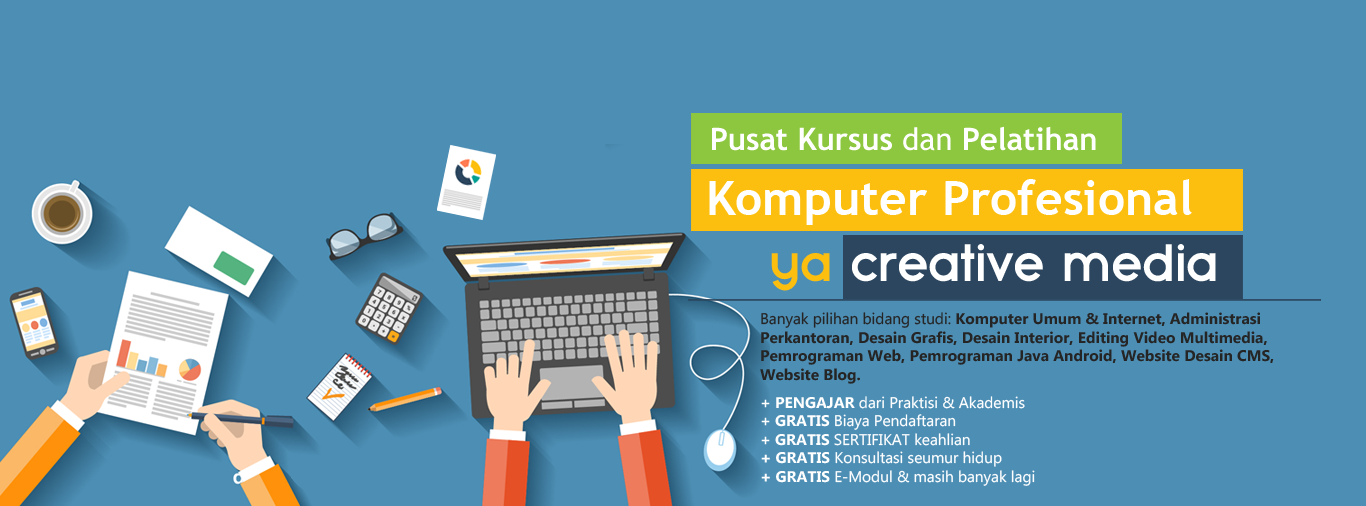 Pusat Kursus dan Pelatihan
Komputer Profesional
ya creative media
Banyak pilihan bidang studi: Komputer Umum & Internet, Administrasi
Perkantoran, Desain Grafis, Desain Interior, Editing Video Multimedia,
Pemrograman Web, Pemrograman Java Android, Website Desain CMS,
Website Blog.
+ PENGAJAR dari Praktisi & Akademis
+ GRATIS Biaya Pendaftaran
+ GRATIS SERTIFIKAT keahlian
+ GRATIS Konsultasi seumur hidup
+ GRATIS E-Modul & masih banyak lagi